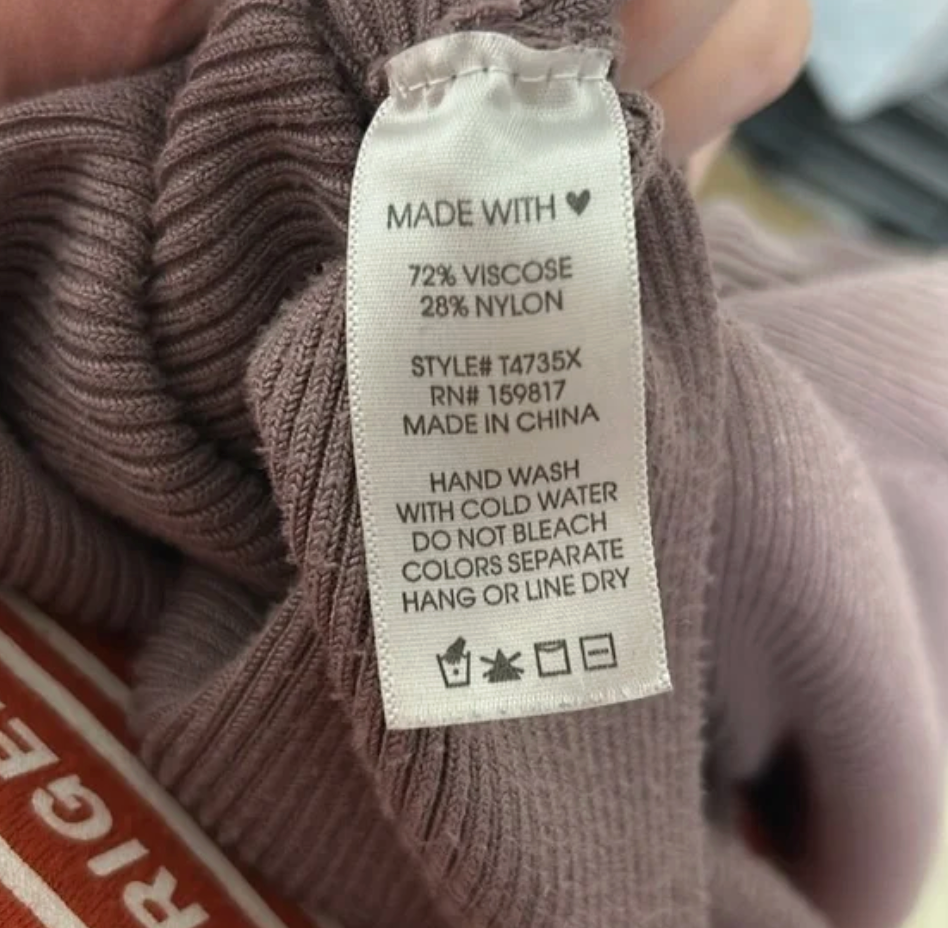 MADE WITH ♥
72% VISCOSE
28% NYLON
STYLE# T4735X
RN# 159817
MADE IN CHINA
HAND WASH
WITH COLD WATER
DO NOT BLEACH
COLORS SEPARATE
HANG OR LINE DRY
RIGE